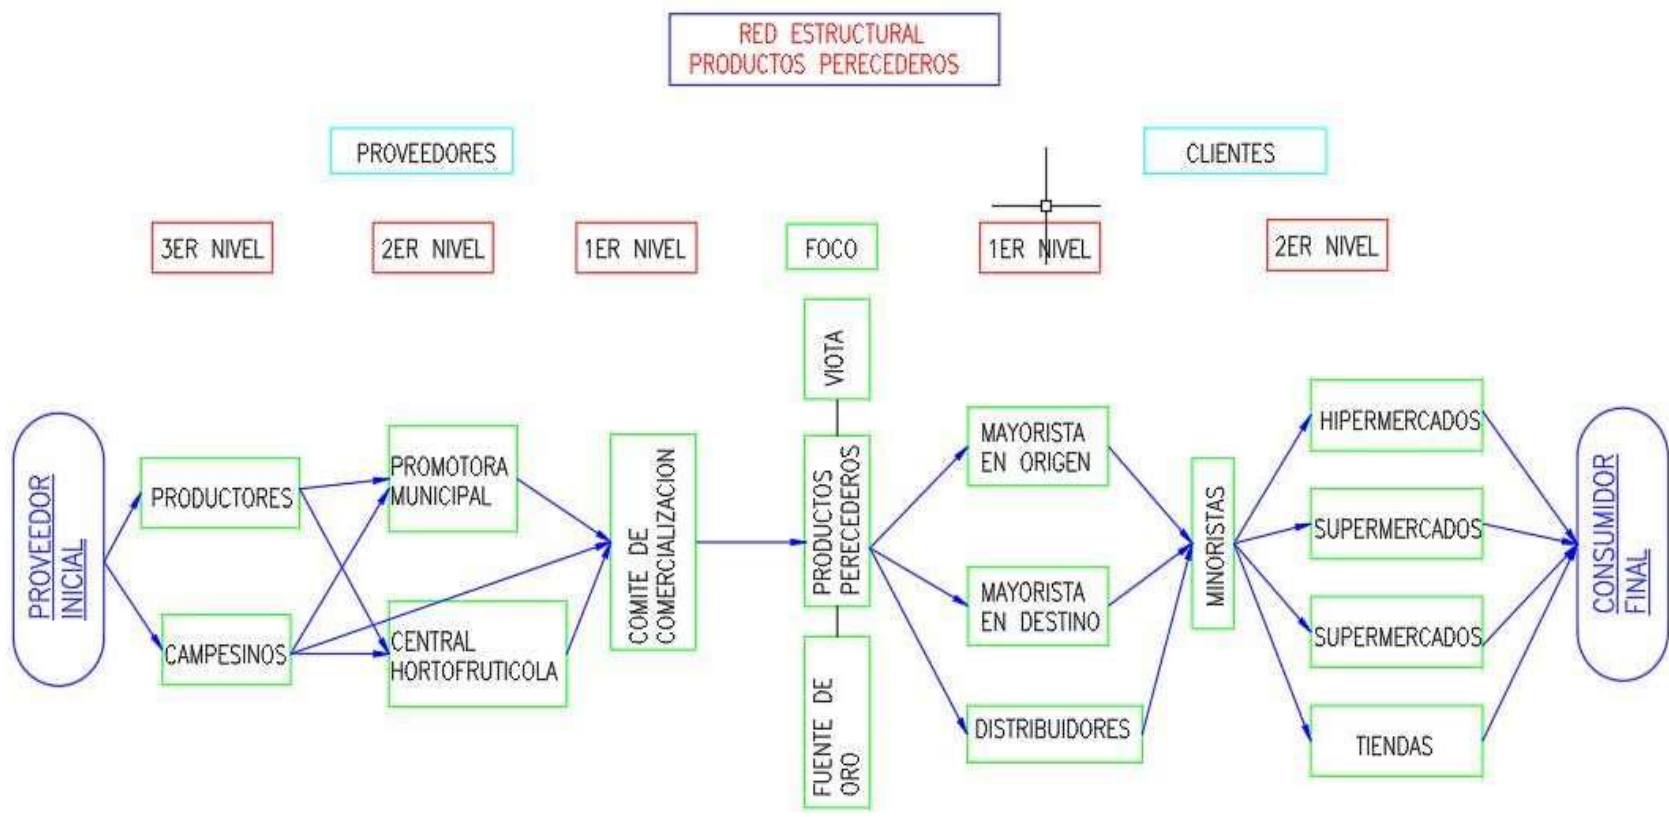 RED ESTRUCTURAL
PRODUCTOS PERECEDEROS
PROVEEDORES
CLIENTES
3ER NIVEL
2ER NIVEL
1ER NIVEL
FOCO
1ER NIVEL
2ER NIVEL
PROVEEDOR
INICIAL
PRODUCTORES
CAMPESINOS
PROMOTORA
MUNICIPAL
CENTRAL
HORTOFRUTICOLA
COMITE DE
COMERCIALIZACION
VIOTA
PRODUCTOS
PERECEDEROS
FUENTE DE
ORO
MAYORISTA
EN ORIGEN
MAYORISTA
EN DESTINO
DISTRIBUIDORES
MINORISTAS
HIPERMERCADOS
SUPERMERCADOS
SUPERMERCADOS
TIENDAS
CONSUMIDOR
FINAL